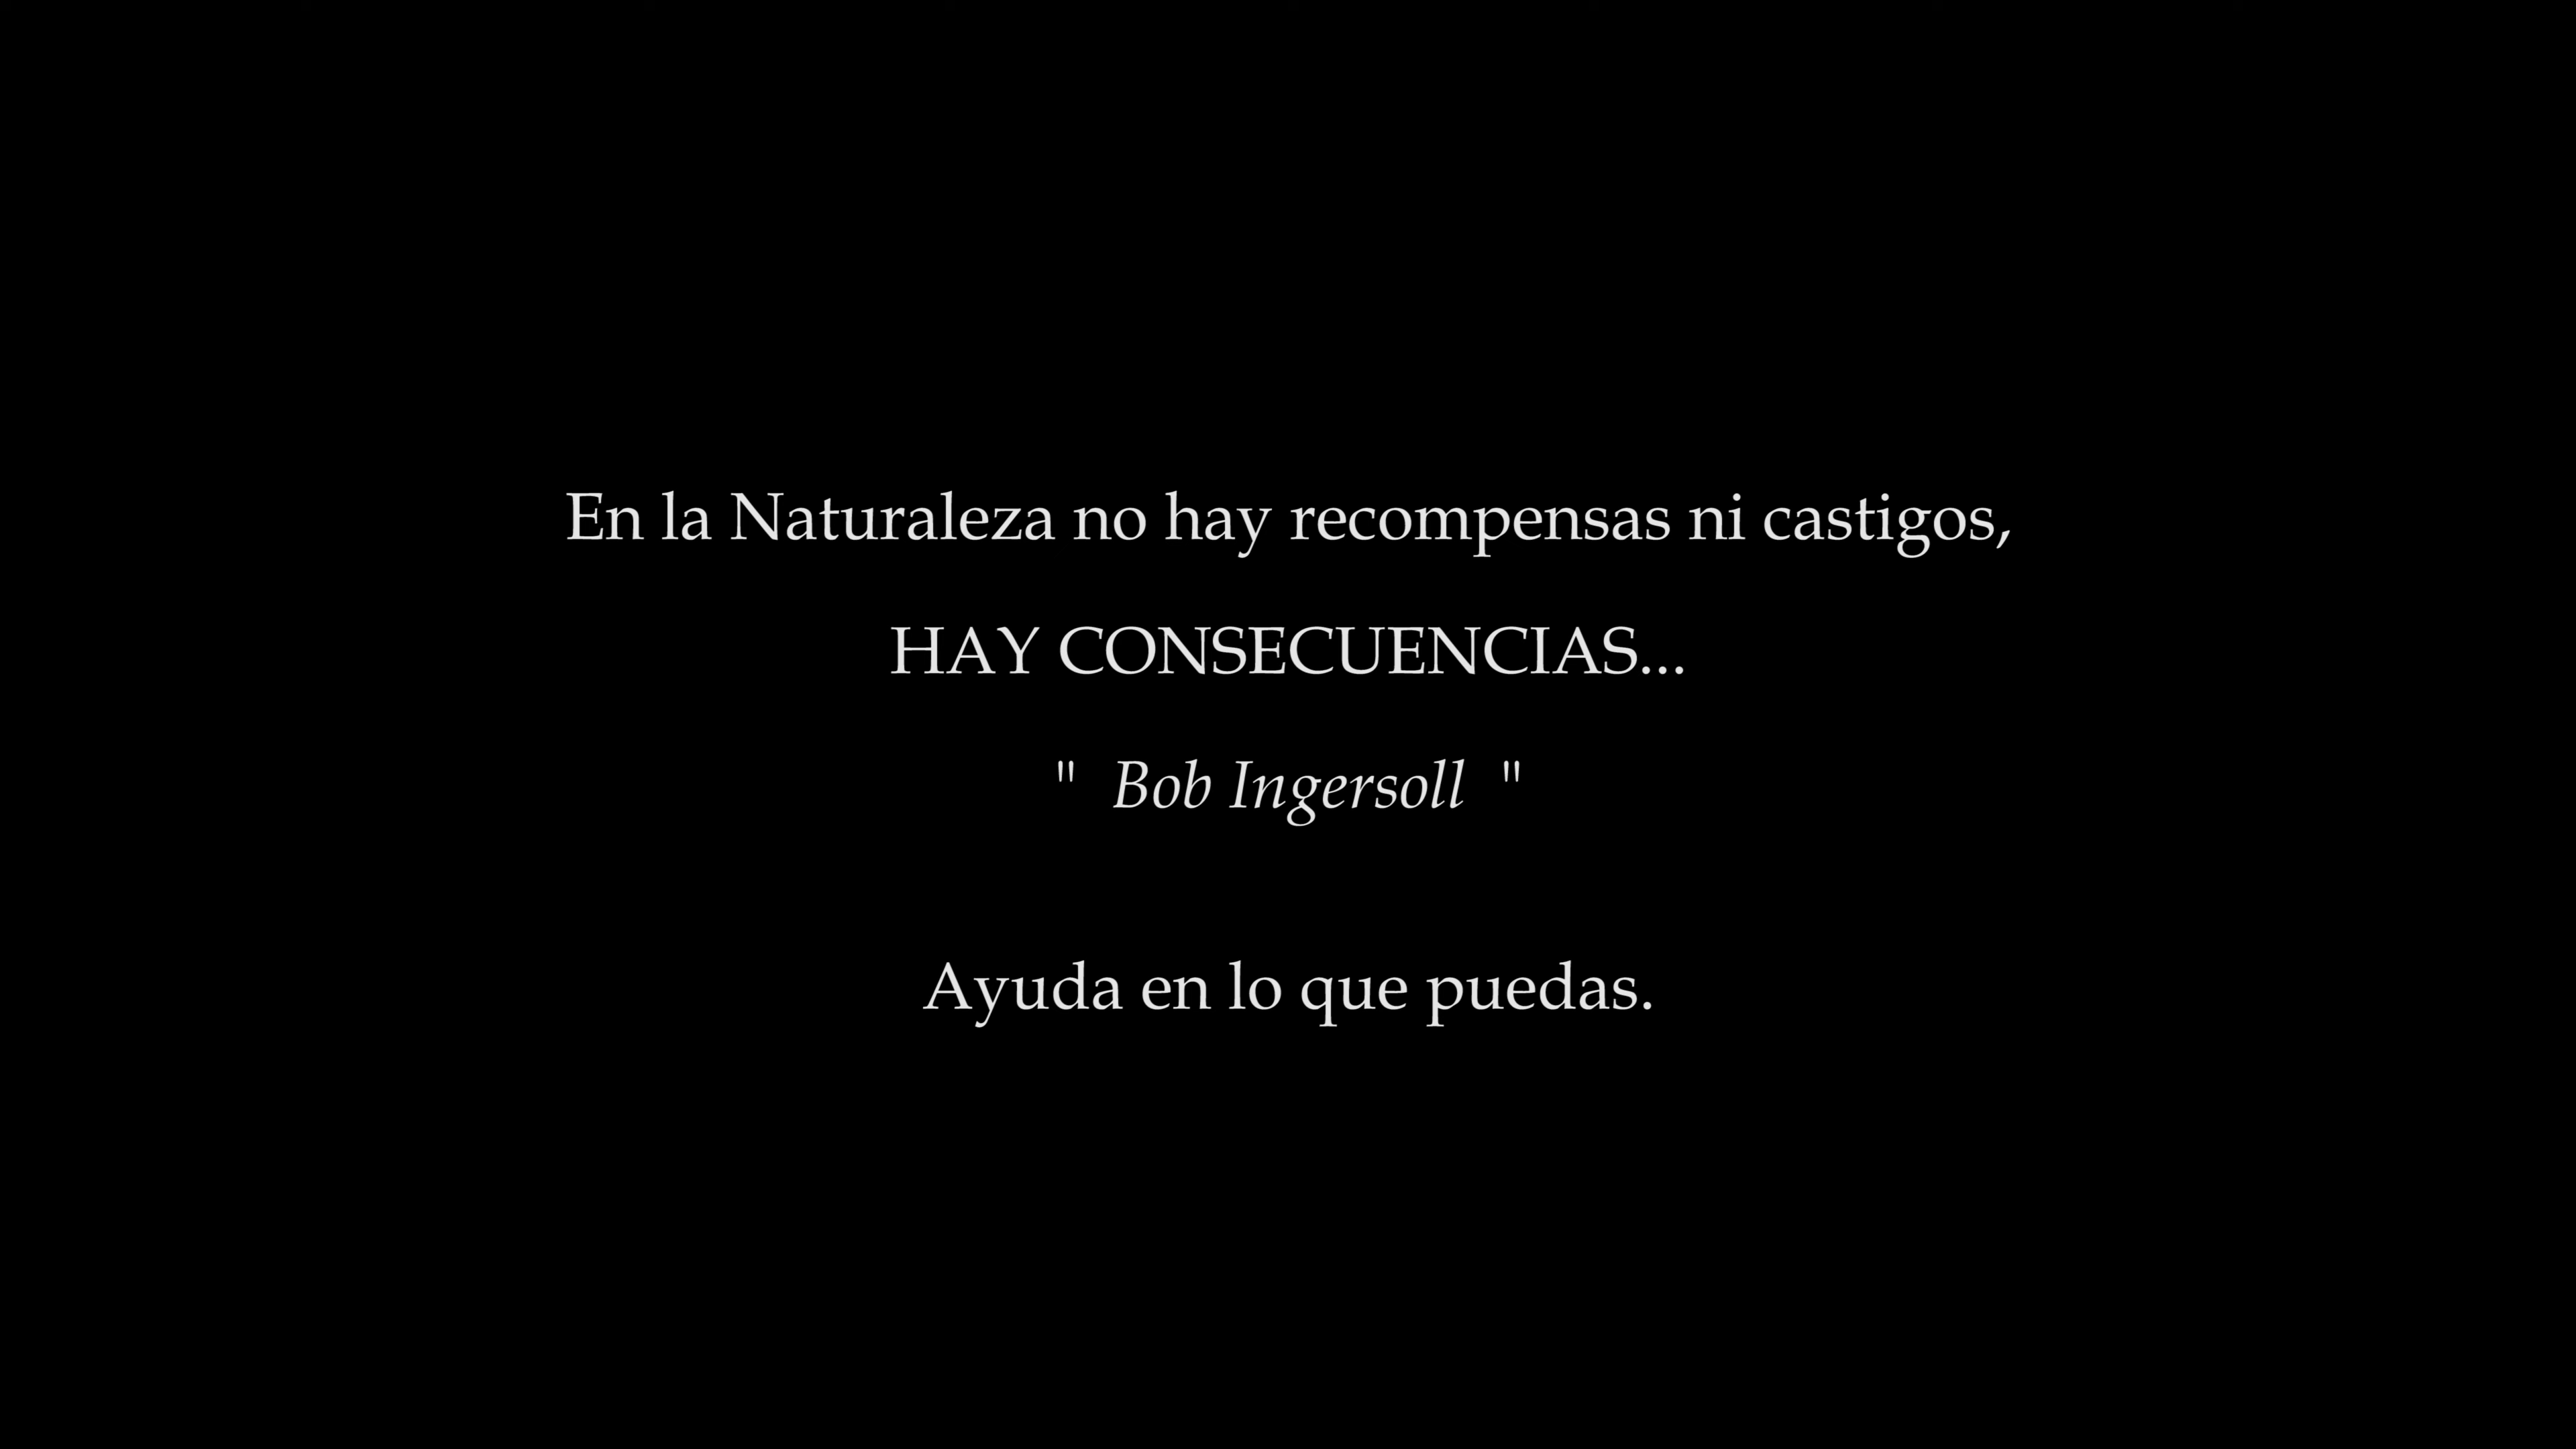 En la Naturaleza no hay recompensas ni castigos,
HAY CONSECUENCIAS...
" Bob Ingersoll "
Ayuda en lo que puedas.